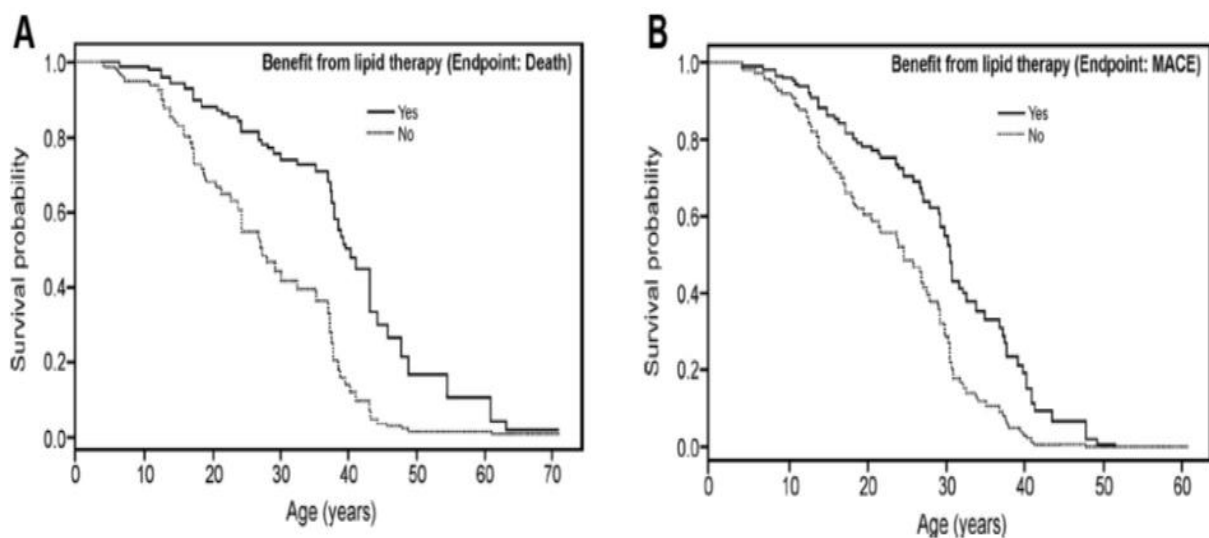 A
Benefit from lipid therapy (Endpoint: Death)
Yes
No
Survival probability
1.0
0.8
0.6
0.4
0.2
0.0
0 10 20 30 40 50 60 70
Age (years)
B
Benefit from lipid therapy (Endpoint: MACE)
Yes
No
Survival probability
1.0
0.8
0.6
0.4
0.2
0.0
0 10 20 30 40 50 60
Age (years)